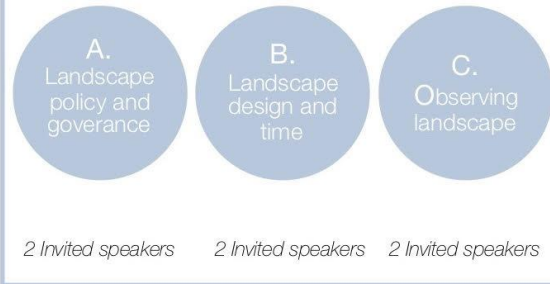 A.
Landscape
policy and
goverance
B.
Landscape
design and
time
C.
Observing
landscape
2 Invited speakers
2 Invited speakers
2 Invited speakers